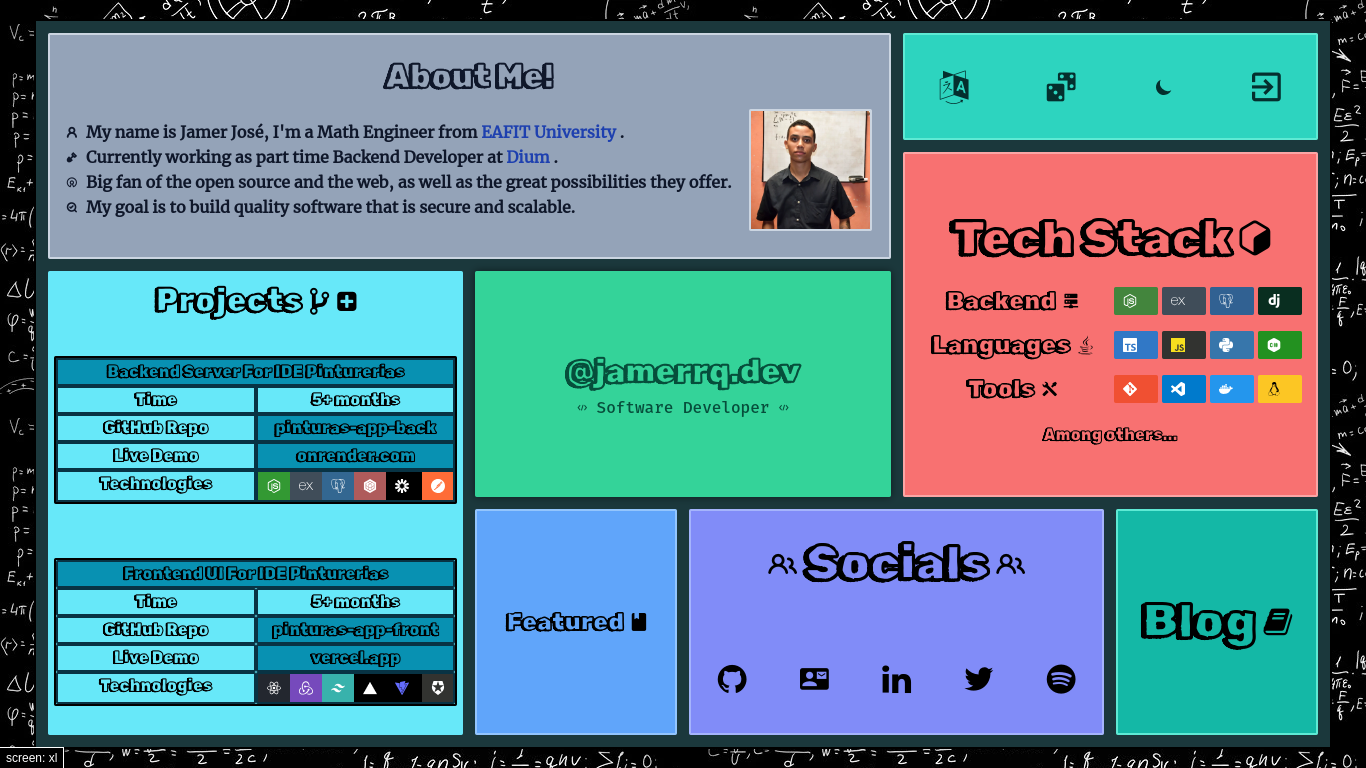 About Me!
My name is Jamer José, I'm a Math Engineer from EAFIT University .
Currently working as part time Backend Developer at Dium .
Big fan of the open source and the web, as well as the great possibilities they offer.
My goal is to build quality software that is secure and scalable.
Projects
Backend Server For IDE Pinturerias
Time
5+ months
GitHub Repo
pinturas-app-back
Live Demo
onrender.com
Technologies
ex
Frontend UI For IDE Pinturerias
Time
5+ months
GitHub Repo
pinturas-app-front
Live Demo
vercel.app
Technologies
@jamerrq.dev
Software Developer
Tech Stack
Backend
ex
dj
Languages
TS
JS
Tools
Among others...
Featured
Socials
in
Blog
screen: xl